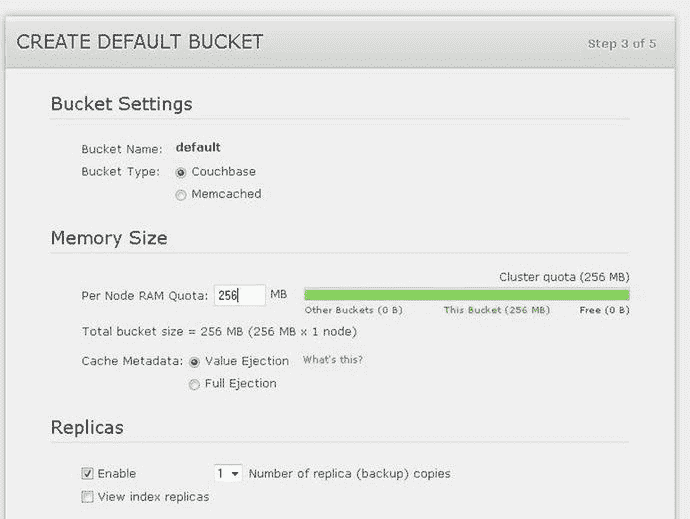 CREATE DEFAULT BUCKET Step 3 of 5
Bucket Settings
Bucket Name: default
Bucket Type: Couchbase
Memcached
Memory Size
Cluster quota (256 MB)
Per Node RAM Quota: 256 MB
Other Buckets (0 B) This Bucket (256 MB) Free (0 B)
Total bucket size = 256 MB (256 MB x 1 node)
Cache Metadata: Value Ejection What's this?
Full Ejection
Replicas
Enable 1 Number of replica (backup) copies
View index replicas